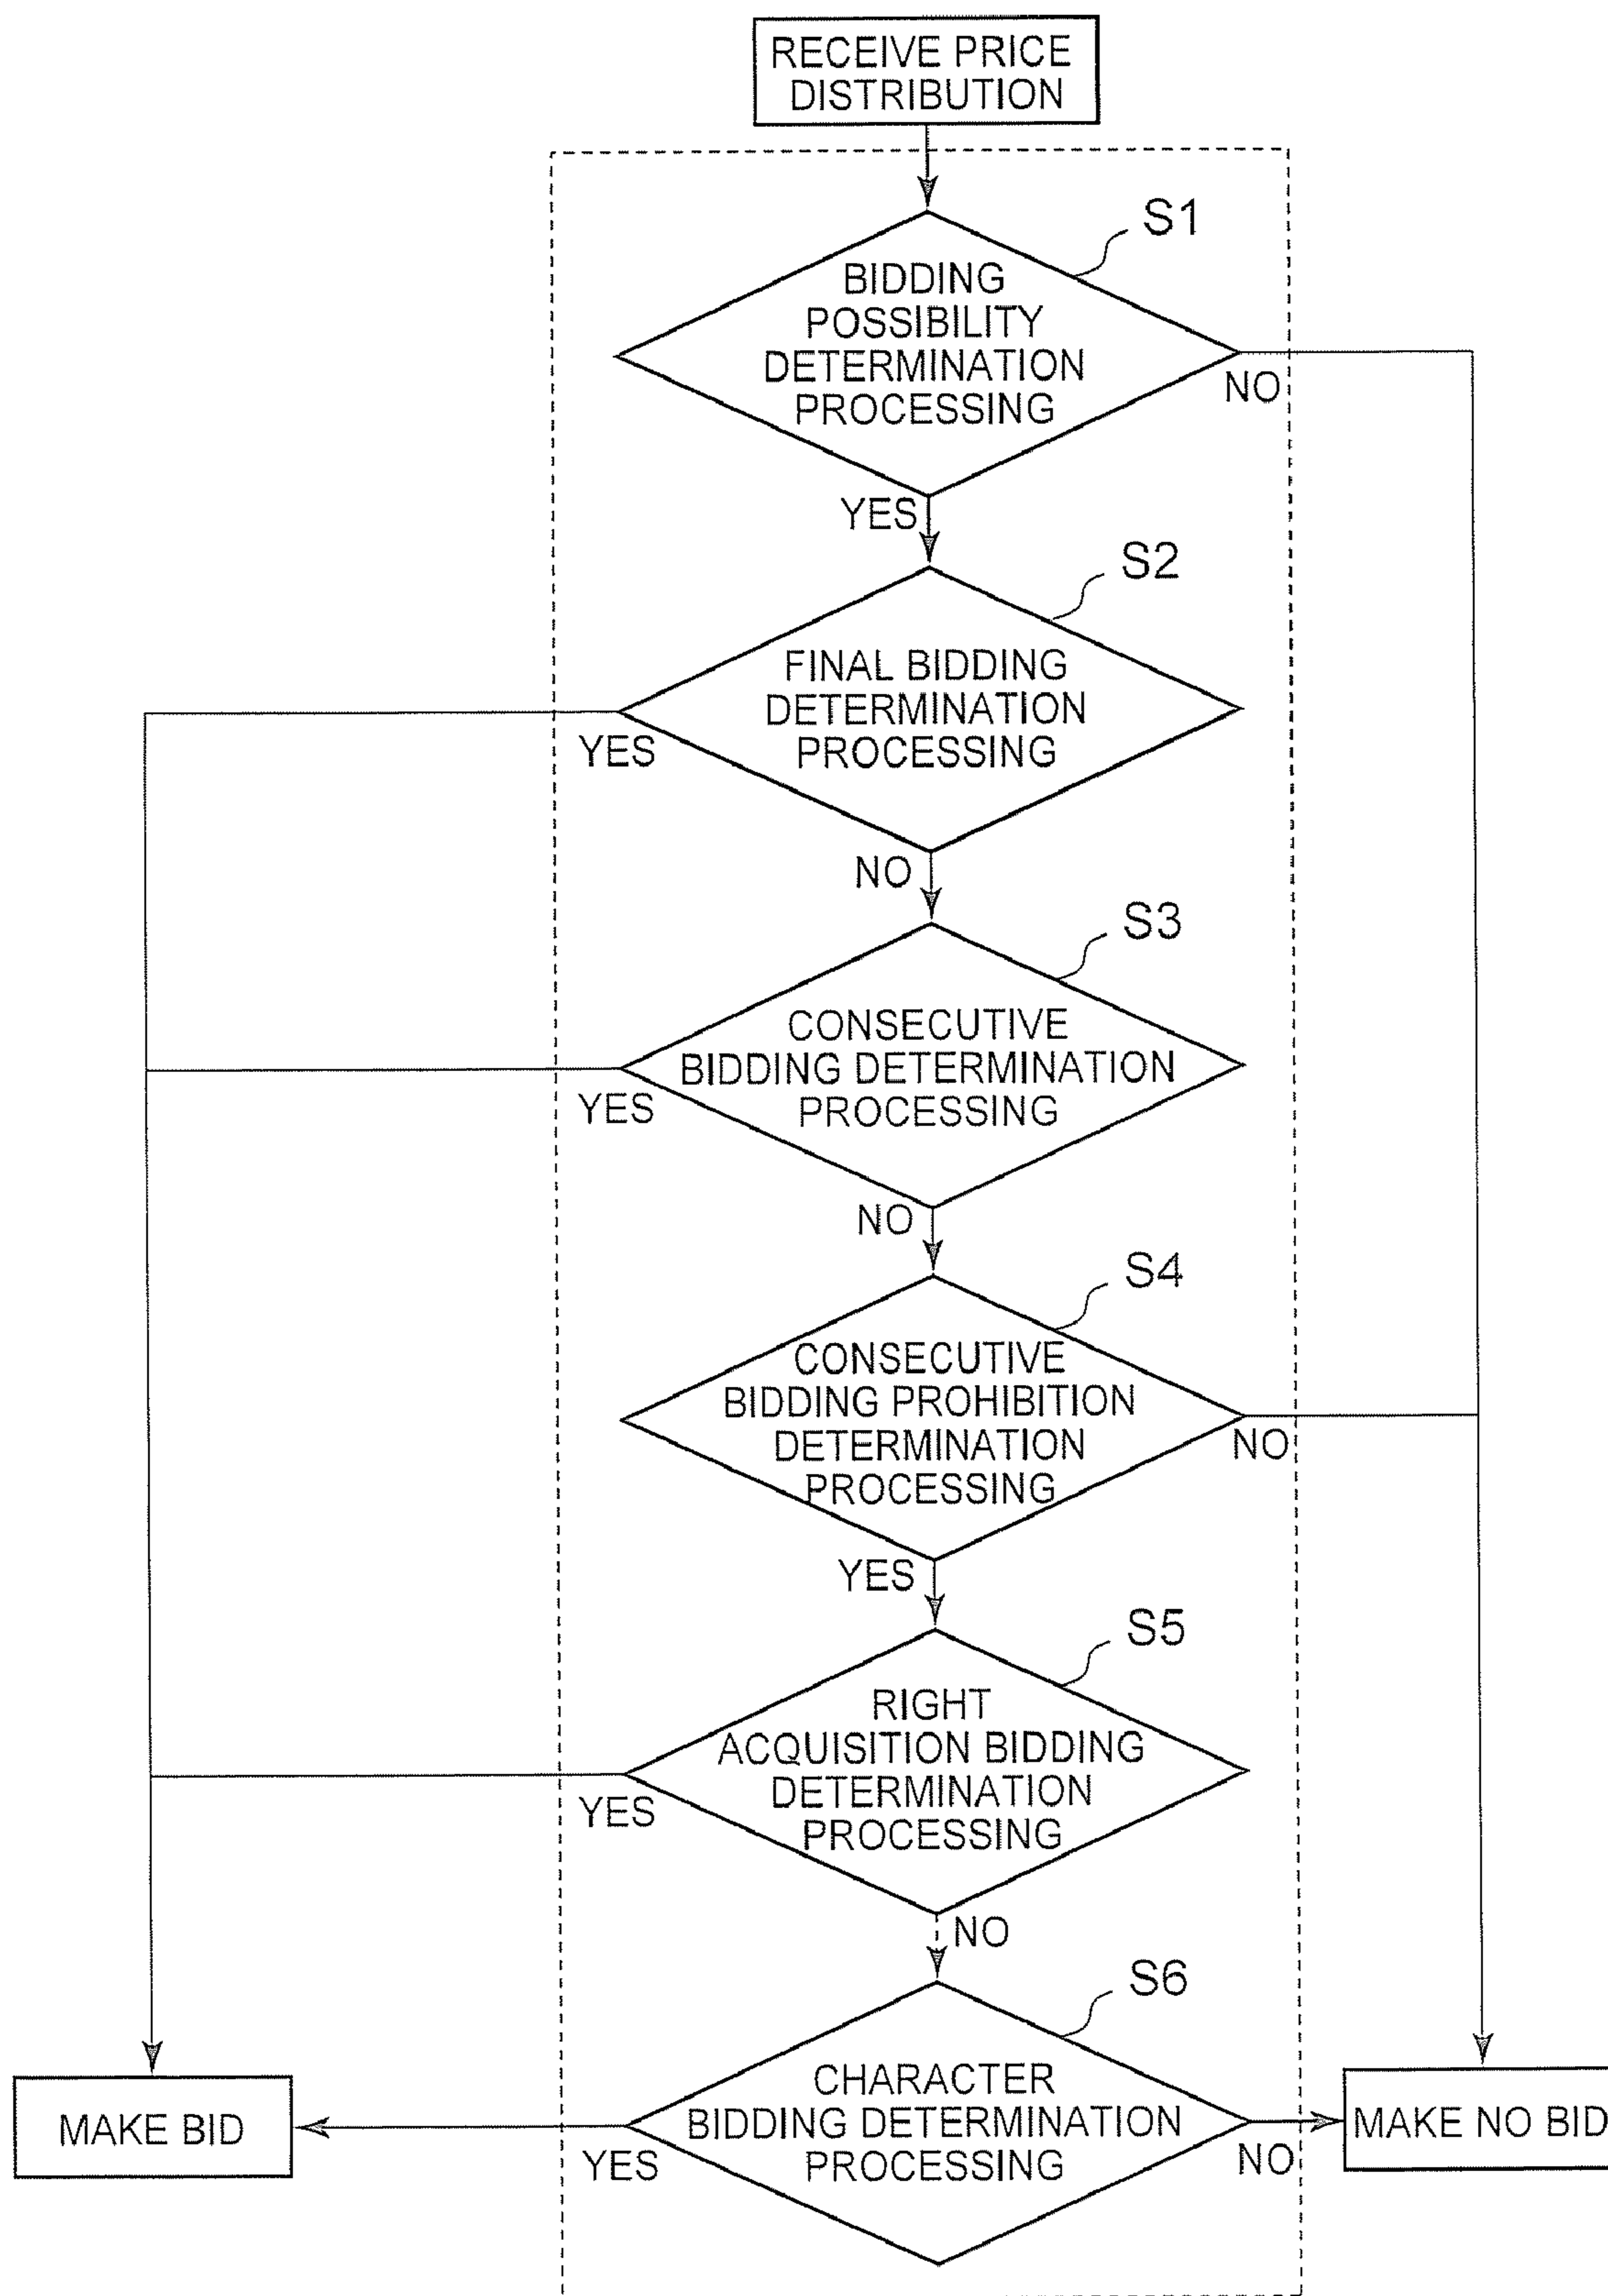 RECEIVE PRICE
DISTRIBUTION
S1
BIDDING
POSSIBILITY
DETERMINATION
PROCESSING
NO
YES
S2
FINAL BIDDING
DETERMINATION
PROCESSING
YES
NO
S3
CONSECUTIVE
BIDDING DETERMINATION
PROCESSING
YES
NO
S4
CONSECUTIVE
BIDDING PROHIBITION
DETERMINATION
PROCESSING
NO
YES
S5
RIGHT
ACQUISITION BIDDING
DETERMINATION
PROCESSING
YES
NO
S6
CHARACTER
BIDDING DETERMINATION
PROCESSING
YES
NO
MAKE BID
MAKE NO BID